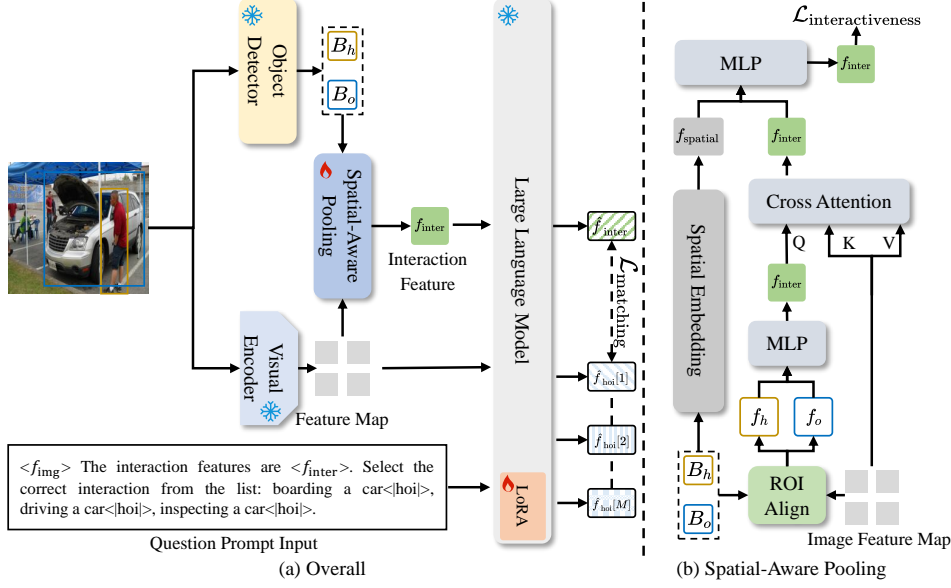 Object
Detector
B_h
B_o
Spatial-Aware
Pooling
f_inter
Interaction
Feature
Visual
Encoder
Feature Map
Large Language Model
LoRA
f_inter
ℒ_matching
f_hoi[1]
f_hoi[2]
f_hoi[M]
<f_img> The interaction features are <f_inter>. Select the
correct interaction from the list: boarding a car<|hoi|>,
driving a car<|hoi|>, inspecting a car<|hoi|>.
Question Prompt Input
(a) Overall
ℒ_interactiveness
MLP
f_inter
f_spatial
f_inter
Cross Attention
Q
K
V
Spatial Embedding
f_inter
MLP
f_h
f_o
B_h
B_o
ROI
Align
Image Feature Map
(b) Spatial-Aware Pooling